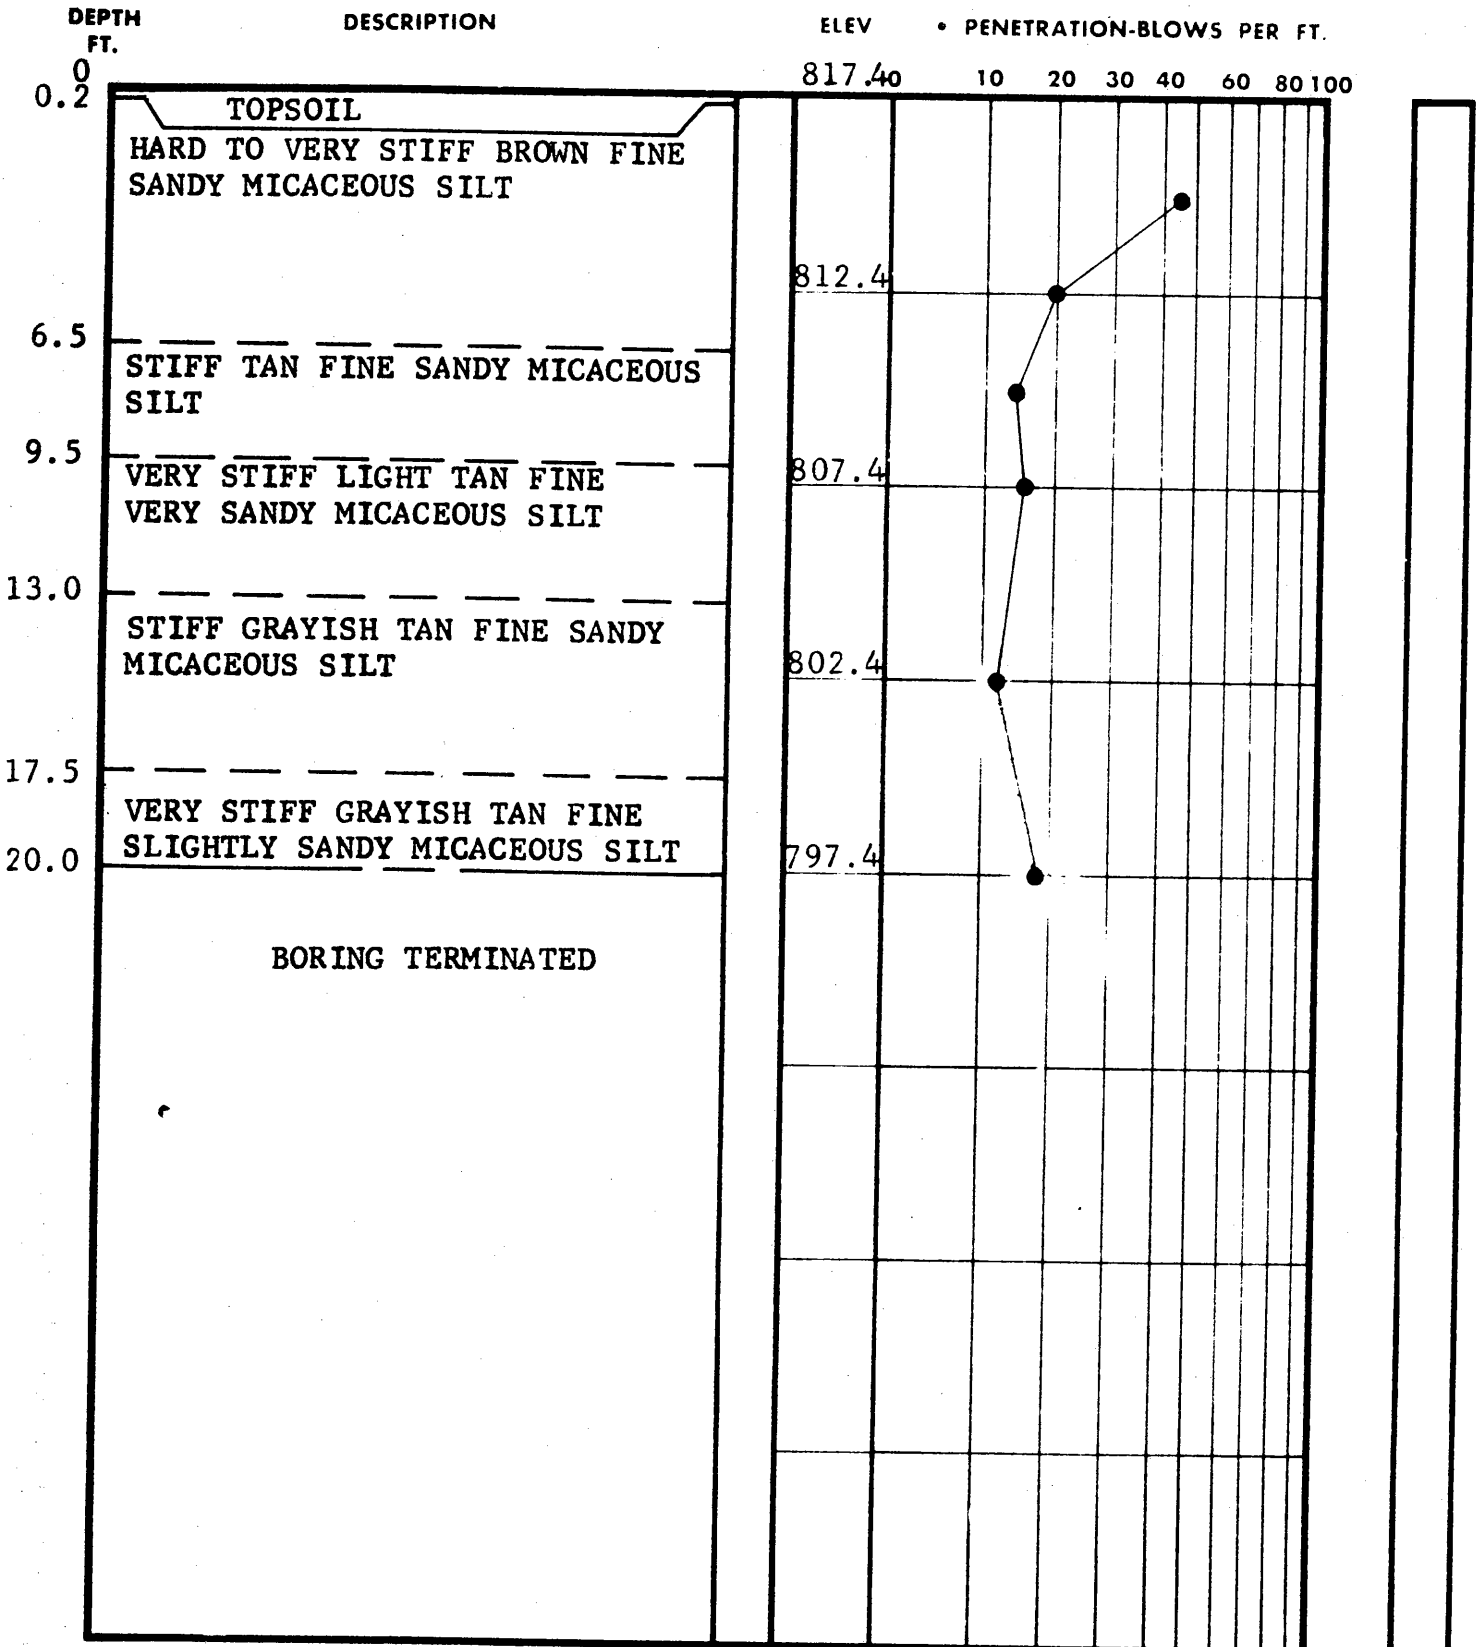 DEPTH FT.
DESCRIPTION
ELEV
• PENETRATION-BLOWS PER FT.
0
817.4
0 10 20 30 40 60 80 100
0.2
TOPSOIL
HARD TO VERY STIFF BROWN FINE
SANDY MICACEOUS SILT
812.4
6.5
STIFF TAN FINE SANDY MICACEOUS
SILT
9.5
VERY STIFF LIGHT TAN FINE
VERY SANDY MICACEOUS SILT
807.4
13.0
STIFF GRAYISH TAN FINE SANDY
MICACEOUS SILT
802.4
17.5
VERY STIFF GRAYISH TAN FINE
SLIGHTLY SANDY MICACEOUS SILT
20.0
797.4
BORING TERMINATED